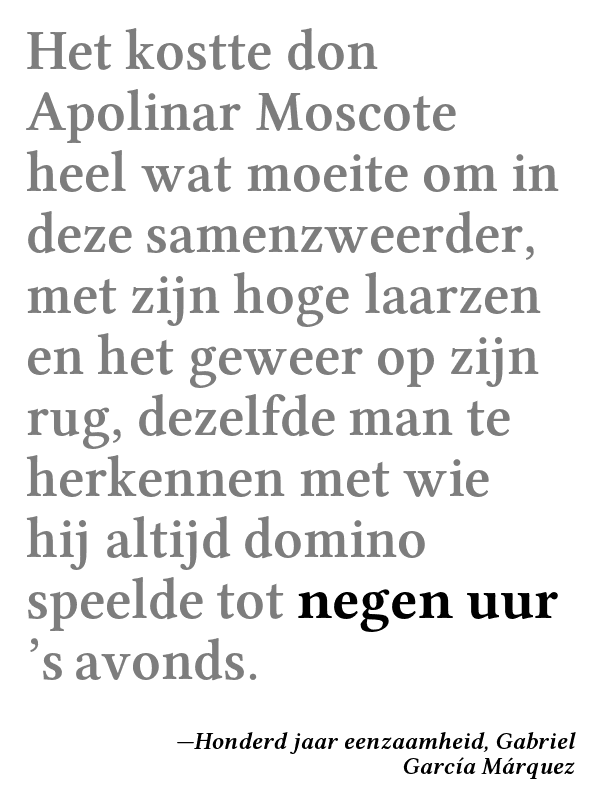 Het kostte don
Apolinar Moscote
heel wat moeite om in
deze samenzweerder,
met zijn hoge laarzen
en het geweer op zijn
rug, dezelfde man te
herkennen met wie
hij altijd domino
speelde tot negen uur
’s avonds.
—Honderd jaar eenzaamheid, Gabriel
García Márquez